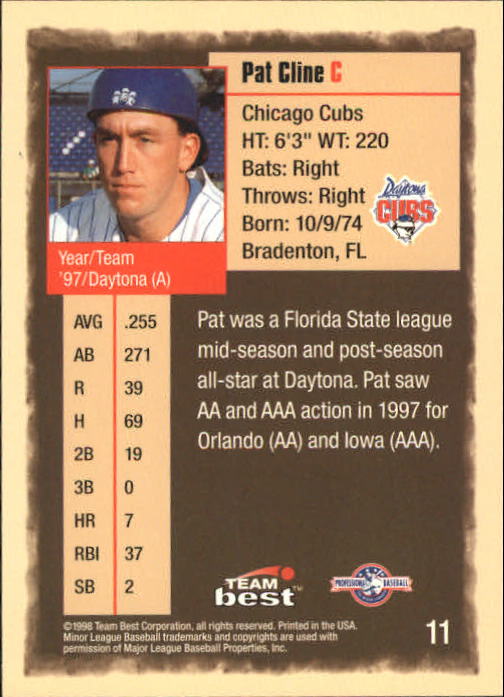 Pat Cline C
Chicago Cubs
HT: 6'3" WT: 220
Bats: Right
Throws: Right
Born: 10/9/74
Bradenton, FL
Daytona
CUBS
Year/Team
'97/Daytona (A)
AVG .255
AB 271
R 39
H 69
2B 19
3B 0
HR 7
RBI 37
SB 2
Pat was a Florida State league
mid-season and post-season
all-star at Daytona. Pat saw
AA and AAA action in 1997 for
Orlando (AA) and Iowa (AAA).
TEAM
best™
PROFESSIONAL BASEBALL
©1998 Team Best Corporation, all rights reserved. Printed in the USA.
Minor League Baseball trademarks and copyrights are used with
permission of Major League Baseball Properties, Inc.
11